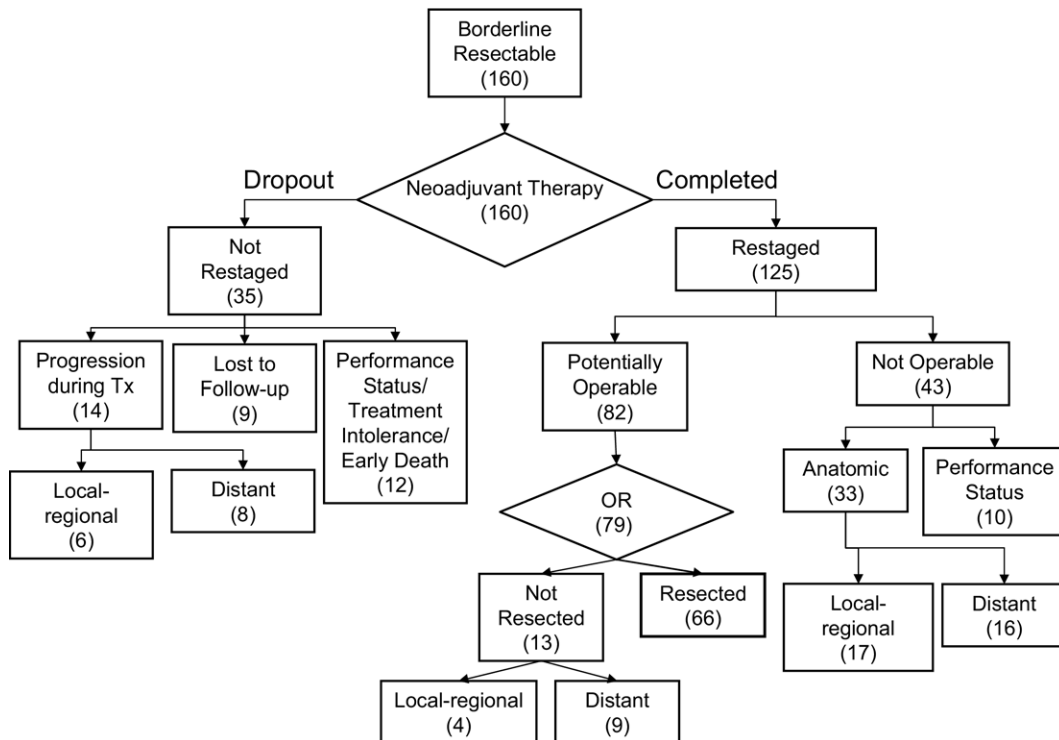 Borderline
Resectable
(160)
Dropout
Neoadjuvant Therapy
(160)
Completed
Not
Restaged
(35)
Restaged
(125)
Progression
during Tx
(14)
Lost to
Follow-up
(9)
Performance
Status/
Treatment
Intolerance/
Early Death
(12)
Potentially
Operable
(82)
Not Operable
(43)
Local-
regional
(6)
Distant
(8)
OR
(79)
Anatomic
(33)
Performance
Status
(10)
Not
Resected
(13)
Resected
(66)
Local-
regional
(17)
Distant
(16)
Local-regional
(4)
Distant
(9)